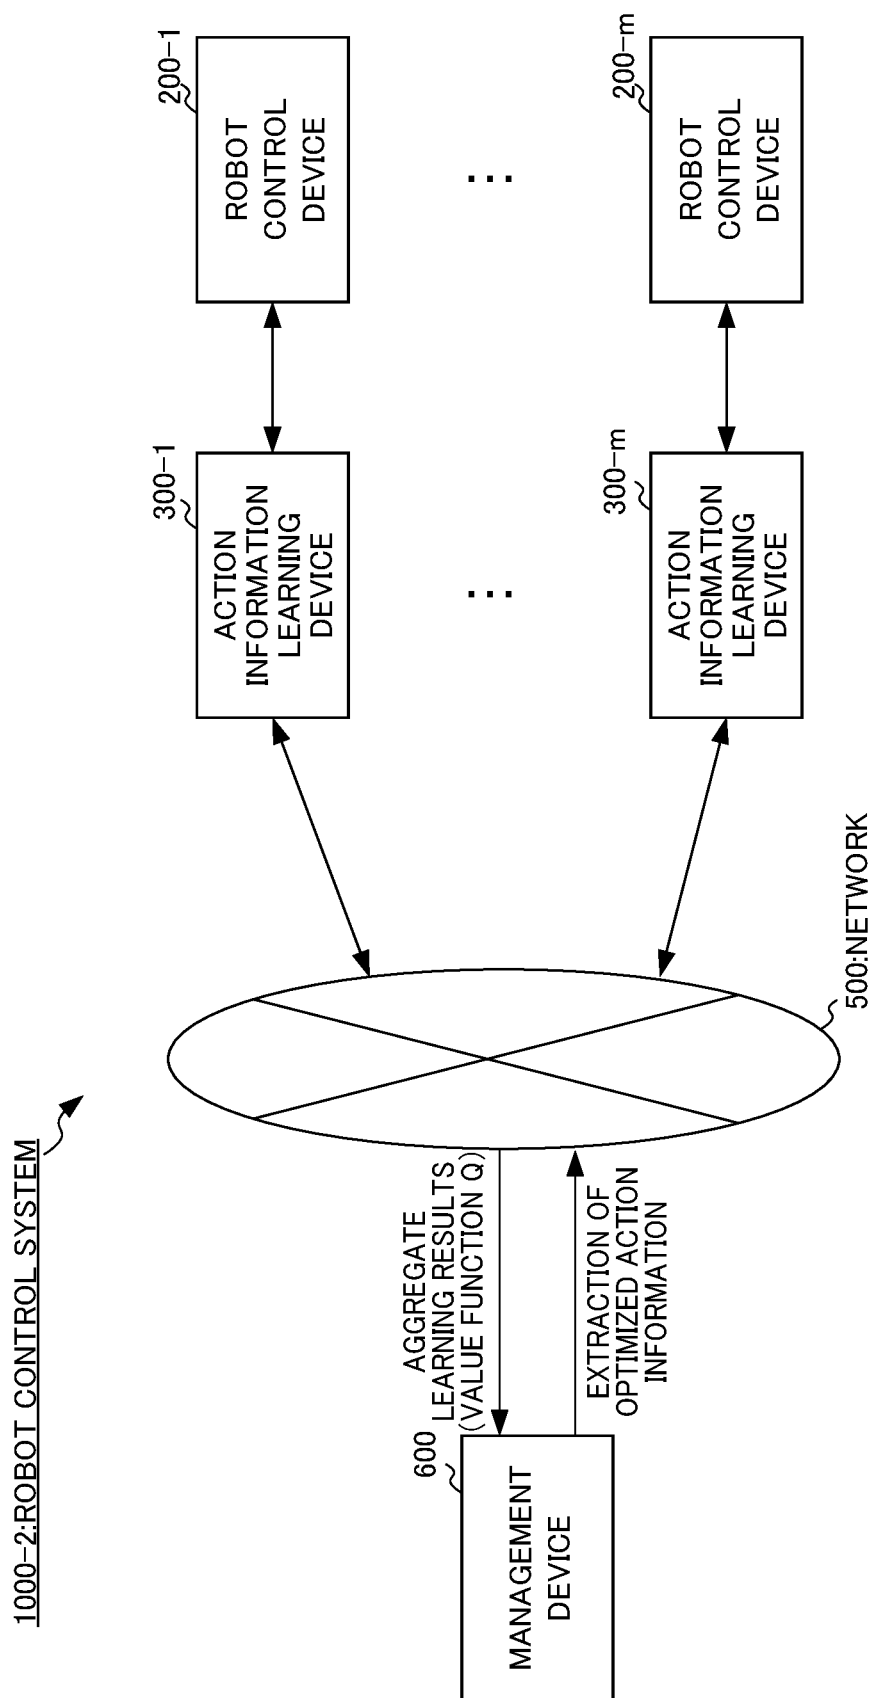 1000-2:ROBOT CONTROL SYSTEM
600
MANAGEMENT
DEVICE
AGGREGATE
LEARNING RESULTS
(VALUE FUNCTION Q)
EXTRACTION OF
OPTIMIZED ACTION
INFORMATION
500:NETWORK
300-1
ACTION
INFORMATION
LEARNING
DEVICE
...
300-m
ACTION
INFORMATION
LEARNING
DEVICE
200-1
ROBOT
CONTROL
DEVICE
...
200-m
ROBOT
CONTROL
DEVICE